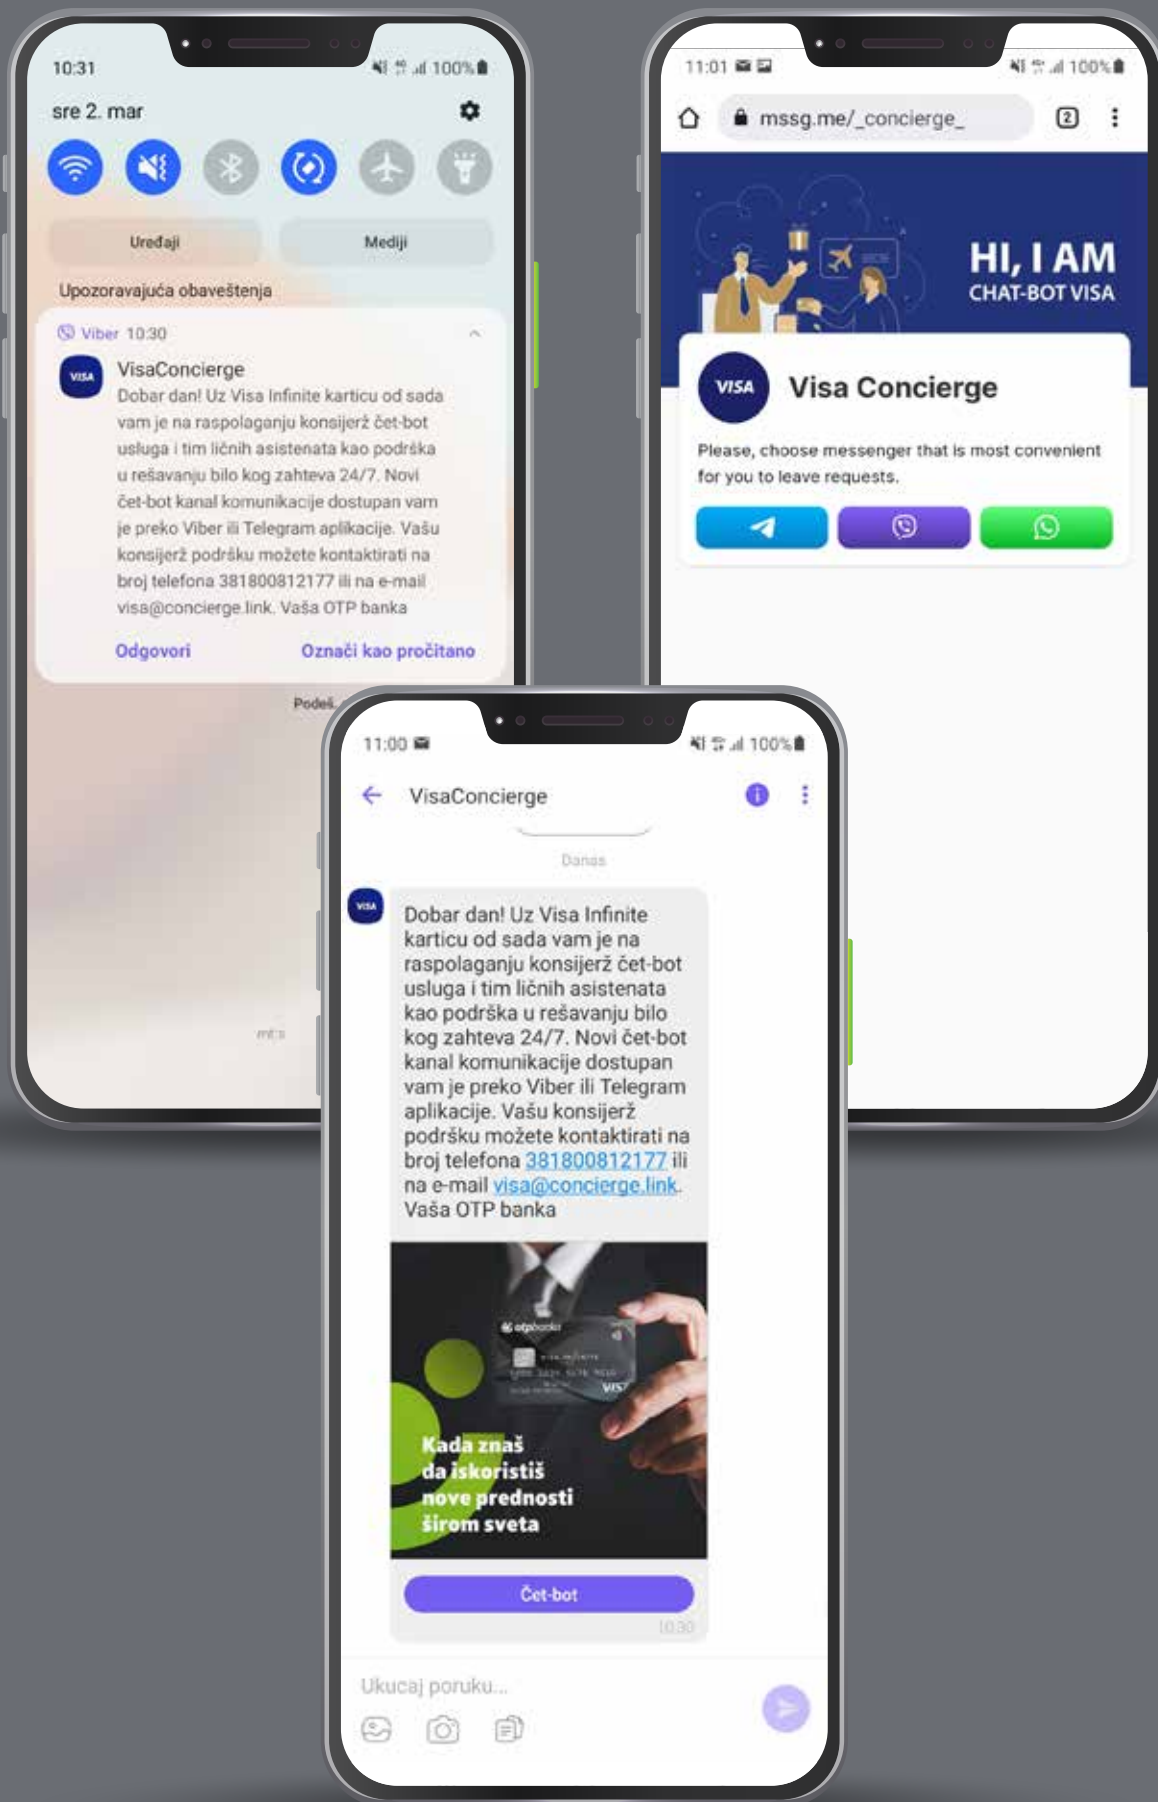 10:31
100%
sre 2. mar
Uređaji
Mediji
Upozoravajuća obaveštenja
Viber 10:30
VISA
VisaConcierge
Dobar dan! Uz Visa Infinite karticu od sada
vam je na raspolaganju konsijerž čet-bot
usluga i tim ličnih asistenata kao podrška
u rešavanju bilo kog zahteva 24/7. Novi
čet-bot kanal komunikacije dostupan vam
je preko Viber ili Telegram aplikacije. Vašu
konsijerž podršku možete kontaktirati na
broj telefona 381800812177 ili na e-mail
visa@concierge.link. Vaša OTP banka
Odgovori
Označi kao pročitano
Podeš.
mt:s
11:01
100%
mssg.me/_concierge_
2
HI, I AM
CHAT-BOT VISA
VISA
Visa Concierge
Please, choose messenger that is most convenient
for you to leave requests.
11:00
100%
VisaConcierge
Danas
VISA
Dobar dan! Uz Visa Infinite
karticu od sada vam je na
raspolaganju konsijerž čet-bot
usluga i tim ličnih asistenata
kao podrška u rešavanju bilo
kog zahteva 24/7. Novi čet-bot
kanal komunikacije dostupan
vam je preko Viber ili Telegram
aplikacije. Vašu konsijerž
podršku možete kontaktirati na
broj telefona 381800812177 ili
na e-mail visa@concierge.link.
Vaša OTP banka
otpbanka
VISA INFINITE
Kada znaš
da iskoristiš
nove prednosti
širom sveta
Čet-bot
10:30
Ukucaj poruku...